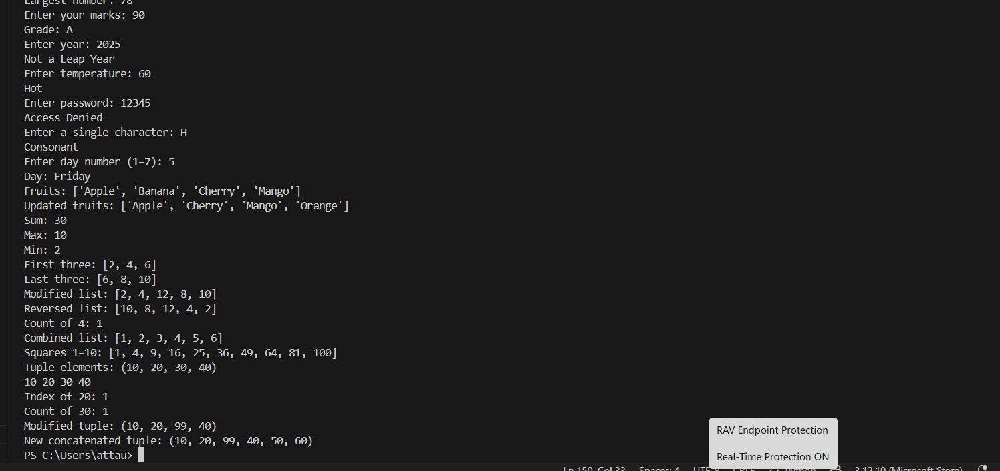 Largest number: 78
Enter your marks: 90
Grade: A
Enter year: 2025
Not a Leap Year
Enter temperature: 60
Hot
Enter password: 12345
Access Denied
Enter a single character: H
Consonant
Enter day number (1–7): 5
Day: Friday
Fruits: ['Apple', 'Banana', 'Cherry', 'Mango']
Updated fruits: ['Apple', 'Cherry', 'Mango', 'Orange']
Sum: 30
Max: 10
Min: 2
First three: [2, 4, 6]
Last three: [6, 8, 10]
Modified list: [2, 4, 12, 8, 10]
Reversed list: [10, 8, 12, 4, 2]
Count of 4: 1
Combined list: [1, 2, 3, 4, 5, 6]
Squares 1–10: [1, 4, 9, 16, 25, 36, 49, 64, 81, 100]
Tuple elements: (10, 20, 30, 40)
10 20 30 40
Index of 20: 1
Count of 30: 1
Modified tuple: (10, 20, 99, 40)
New concatenated tuple: (10, 20, 99, 40, 50, 60)
PS C:\Users\attau>
RAV Endpoint Protection
Real-Time Protection ON
Ln 150, Col 33 Spaces: 4 UTF-8 CRLF Python 3.12.10 (Microsoft Store)